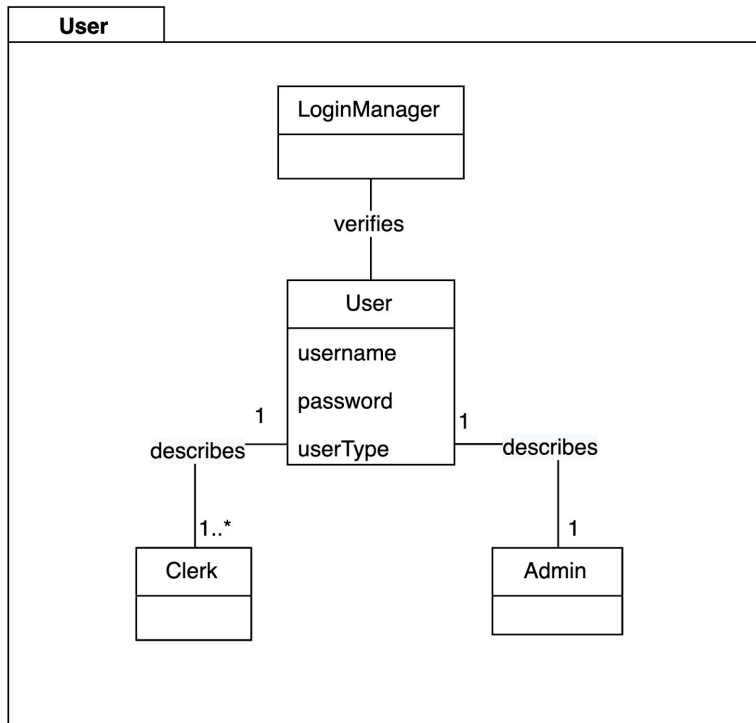 User
LoginManager
verifies
User
username
password
userType
1
1
describes
describes
1..*
1
Clerk
Admin